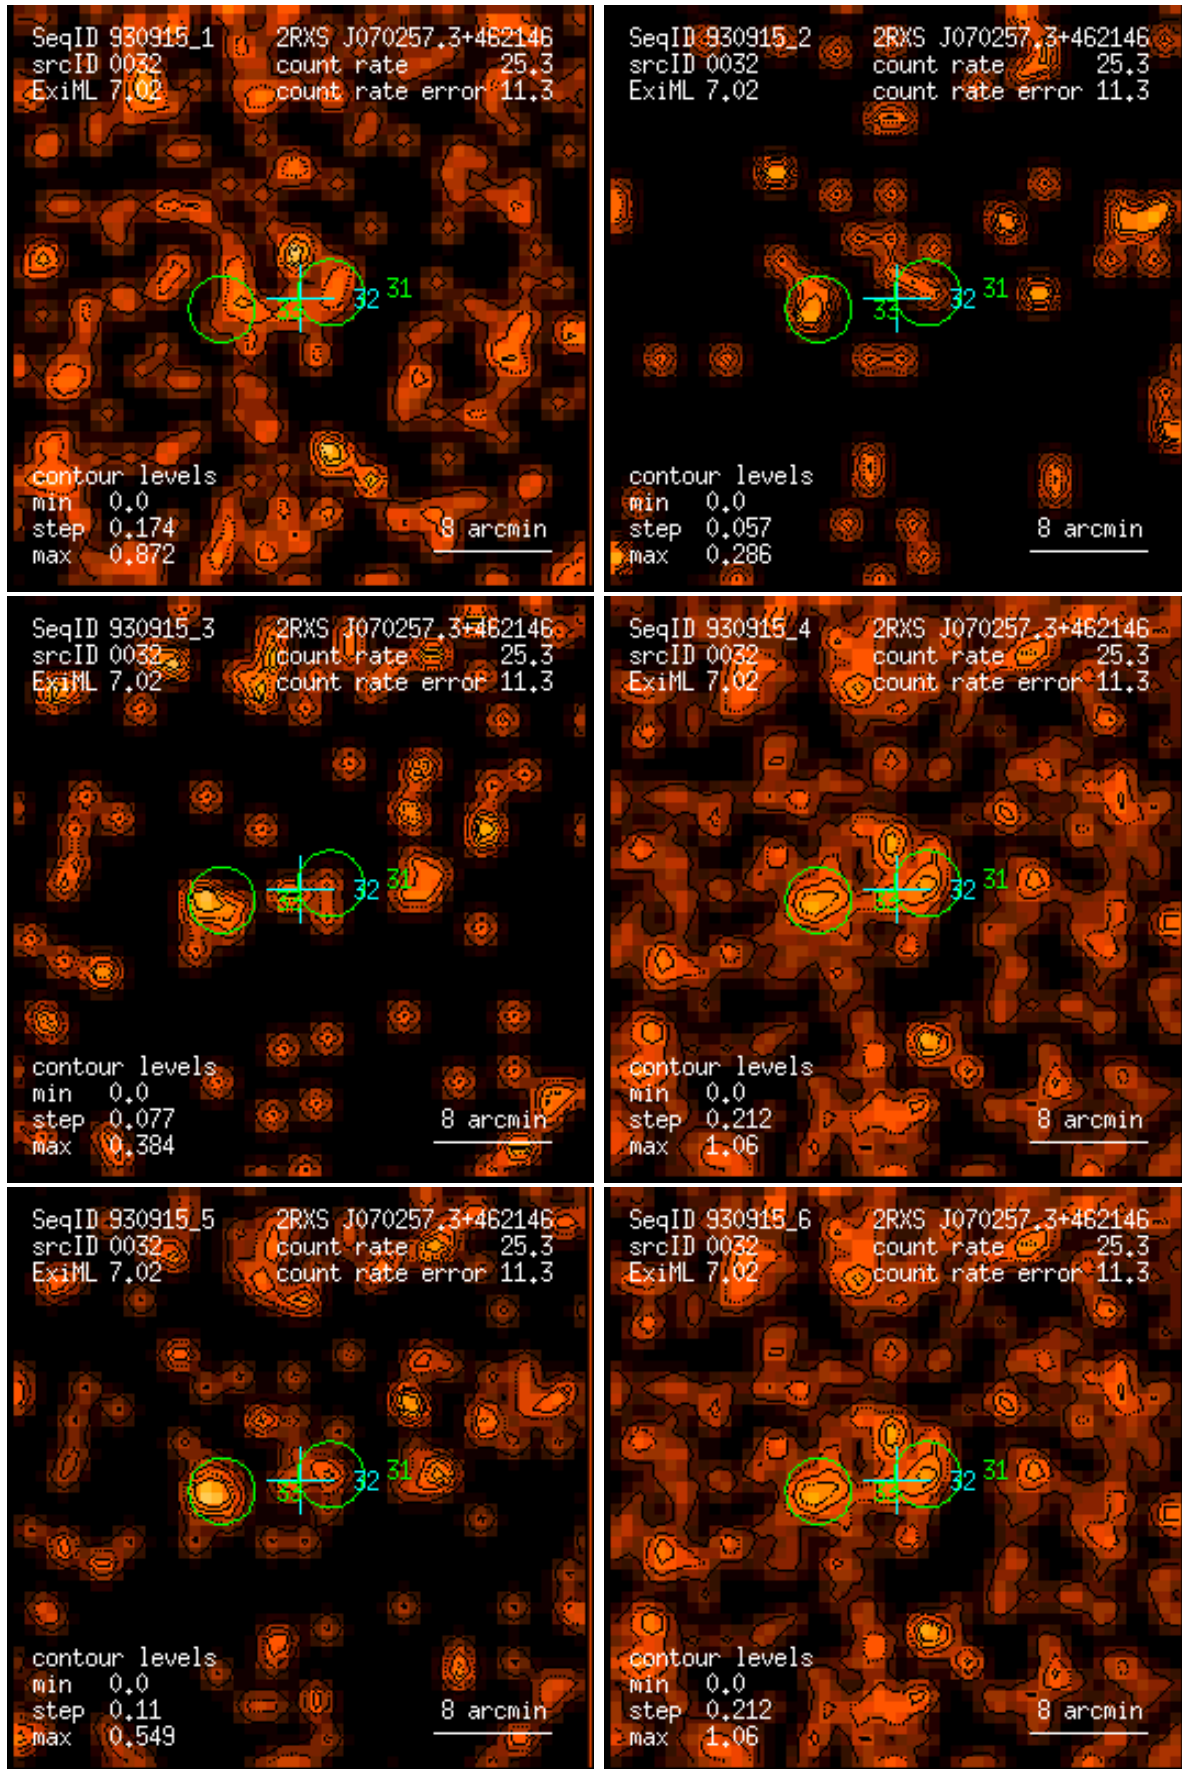 SeqID 930915_1 2RXS J070257.3+462146
srcID 0032 count rate 25.3
ExiML 7.02 count rate error 11.3
31
32
33
contour levels
min 0.0
step 0.174
max 0.872
8 arcmin
SeqID 930915_2 2RXS J070257.3+462146
srcID 0032 count rate 25.3
ExiML 7.02 count rate error 11.3
31
32
33
contour levels
min 0.0
step 0.057
max 0.286
8 arcmin
SeqID 930915_3 2RXS J070257.3+462146
srcID 0032 count rate 25.3
ExiML 7.02 count rate error 11.3
31
32
33
contour levels
min 0.0
step 0.077
max 0.384
8 arcmin
SeqID 930915_4 2RXS J070257.3+462146
srcID 0032 count rate 25.3
ExiML 7.02 count rate error 11.3
31
32
33
contour levels
min 0.0
step 0.212
max 1.06
8 arcmin
SeqID 930915_5 2RXS J070257.3+462146
srcID 0032 count rate 25.3
ExiML 7.02 count rate error 11.3
31
32
33
contour levels
min 0.0
step 0.11
max 0.549
8 arcmin
SeqID 930915_6 2RXS J070257.3+462146
srcID 0032 count rate 25.3
ExiML 7.02 count rate error 11.3
31
32
33
contour levels
min 0.0
step 0.212
max 1.06
8 arcmin